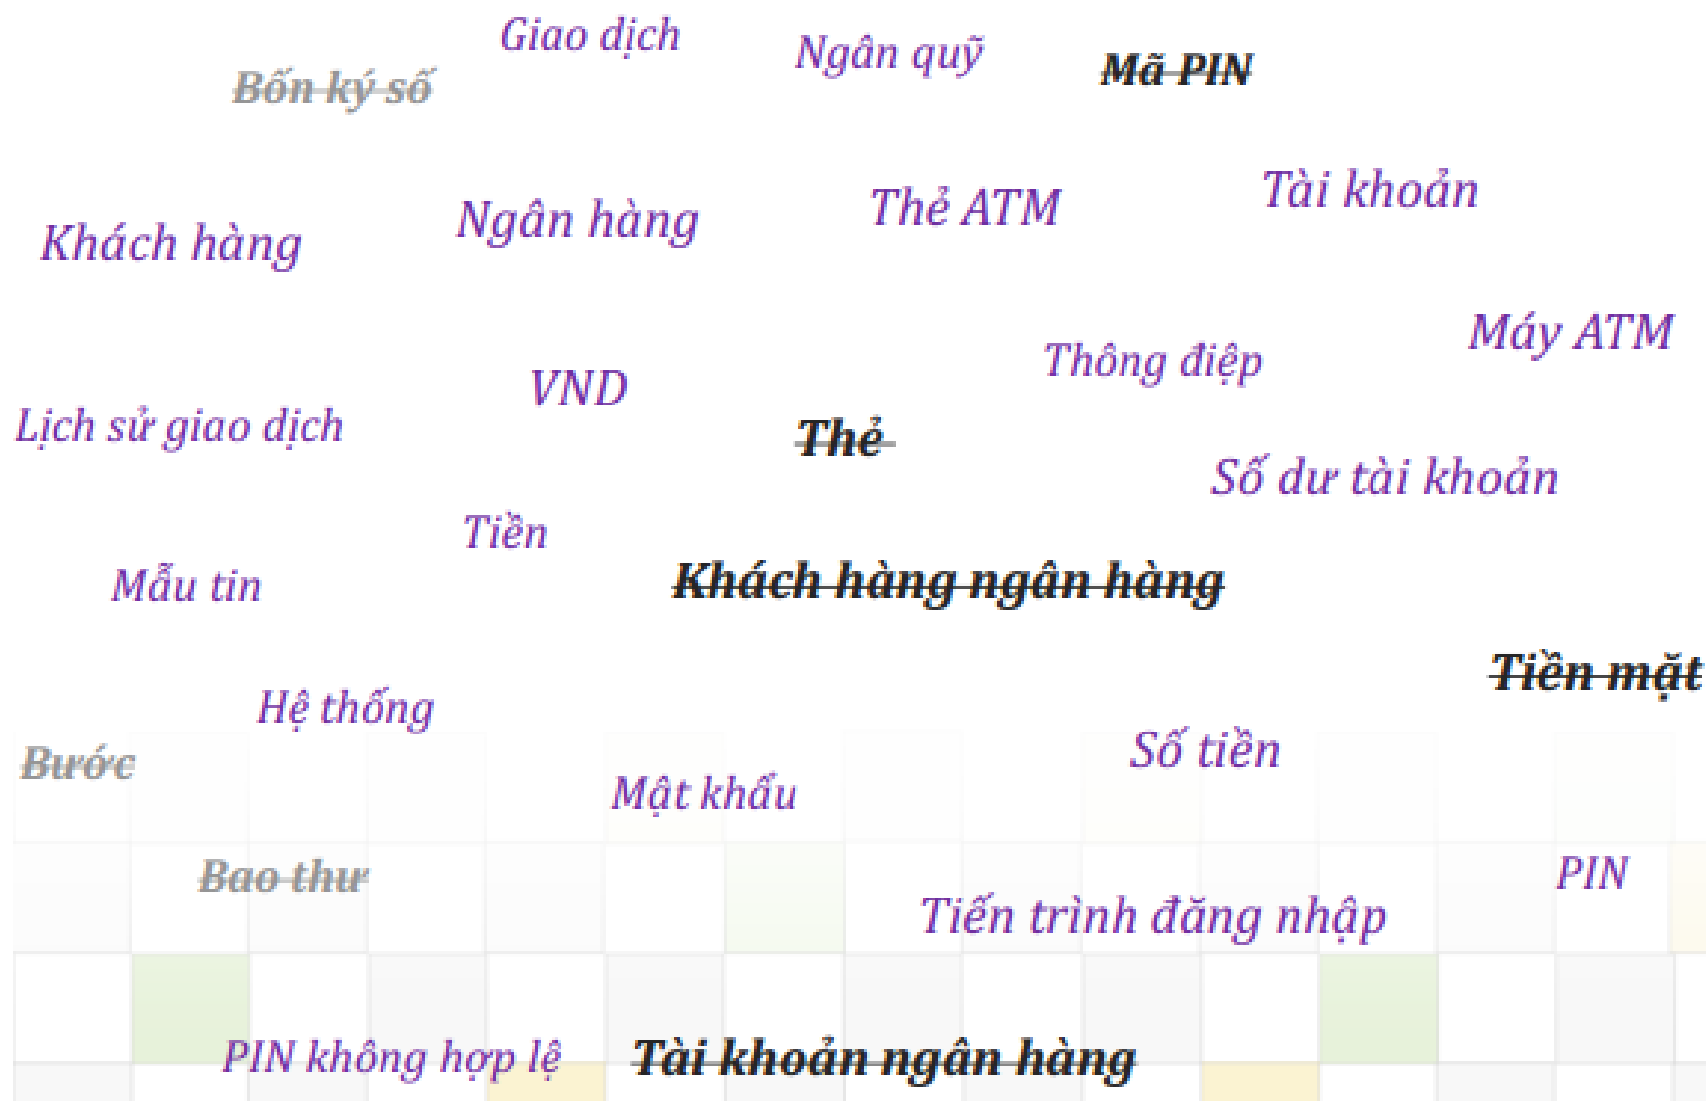 Giao dịch
Ngân quỹ
Mã PIN
Bốn ký số
Tài khoản
Thẻ ATM
Ngân hàng
Khách hàng
Máy ATM
Thông điệp
VND
Lịch sử giao dịch
Thẻ
Số dư tài khoản
Tiền
Mẫu tin
Khách hàng ngân hàng
Tiền mặt
Hệ thống
Số tiền
Bước
Mật khẩu
Bao thư
PIN
Tiến trình đăng nhập
PIN không hợp lệ
Tài khoản ngân hàng